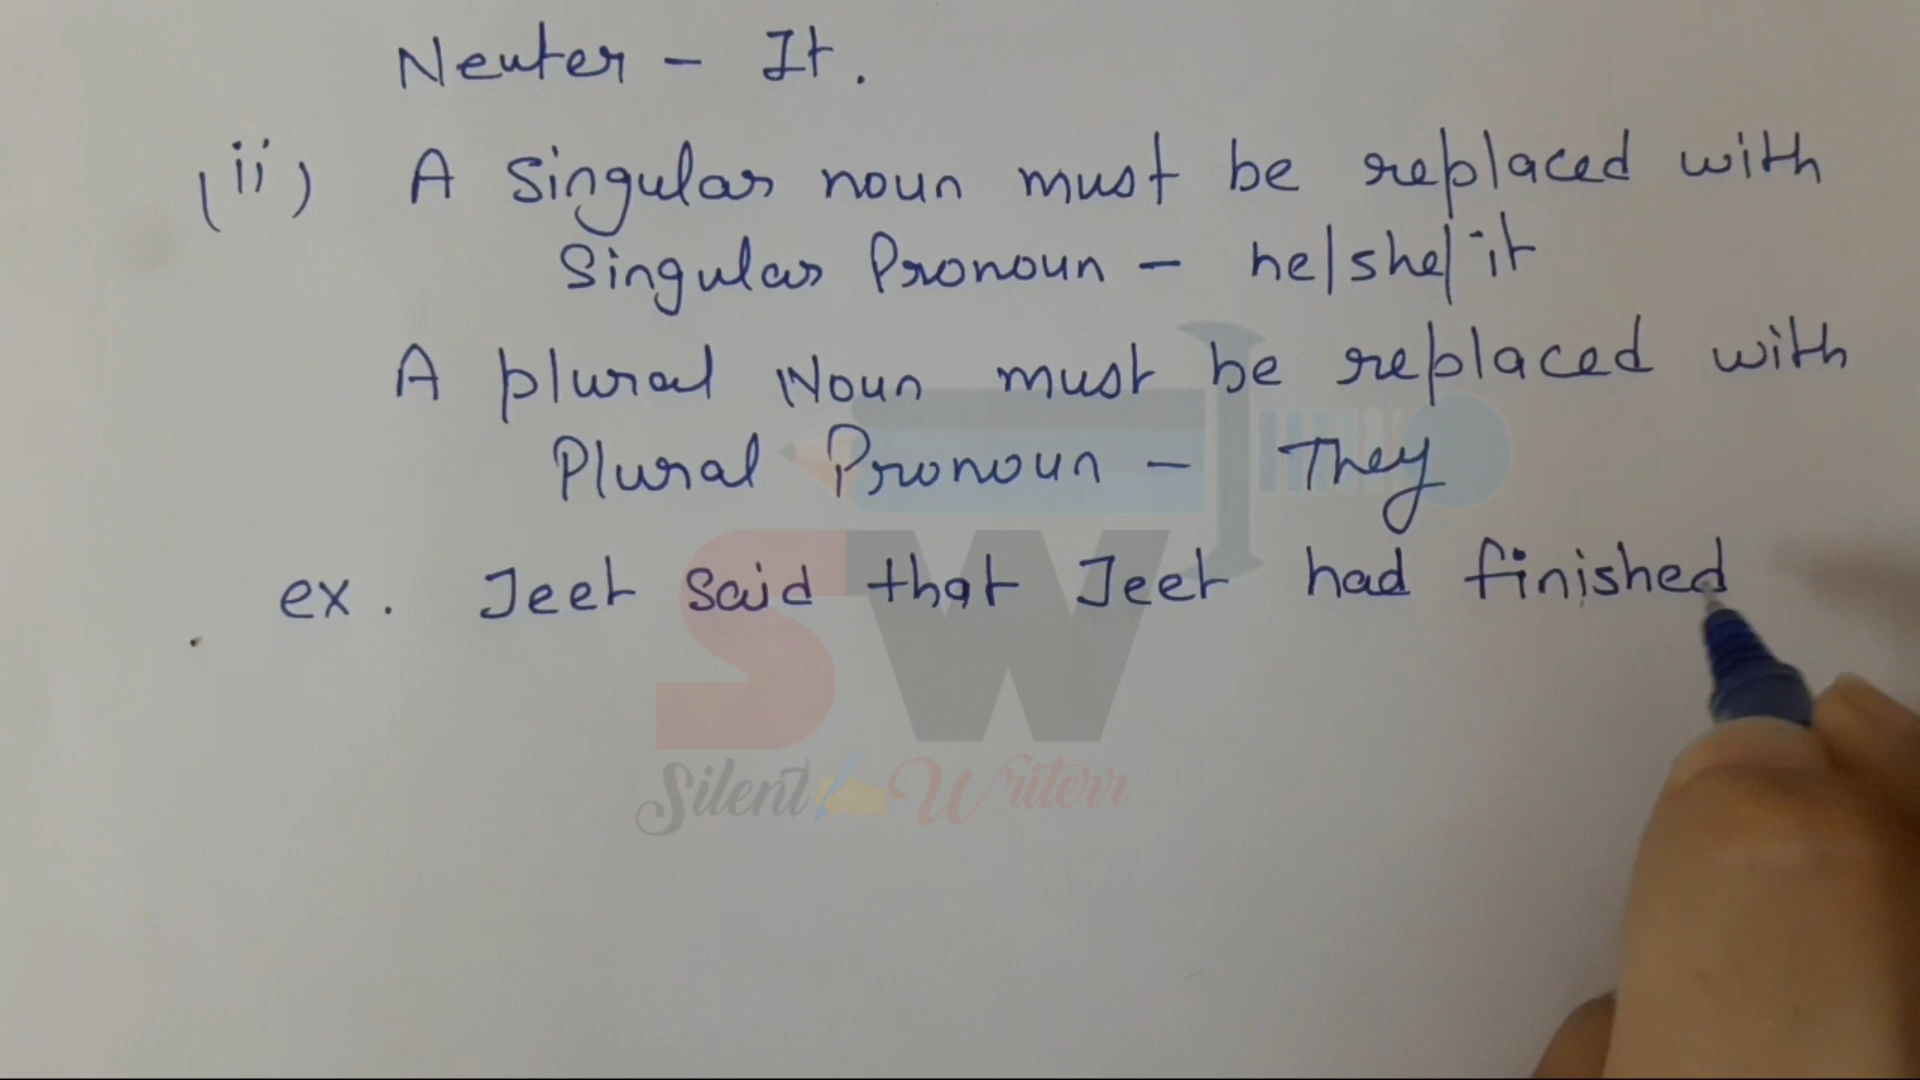 Neuter - It.
(ii) A Singular noun must be replaced with
Singular Pronoun - he/she/it
A plural Noun must be replaced with
Plural Pronoun - They
ex. Jeet said that Jeet had finished
SW
Silent Writerr